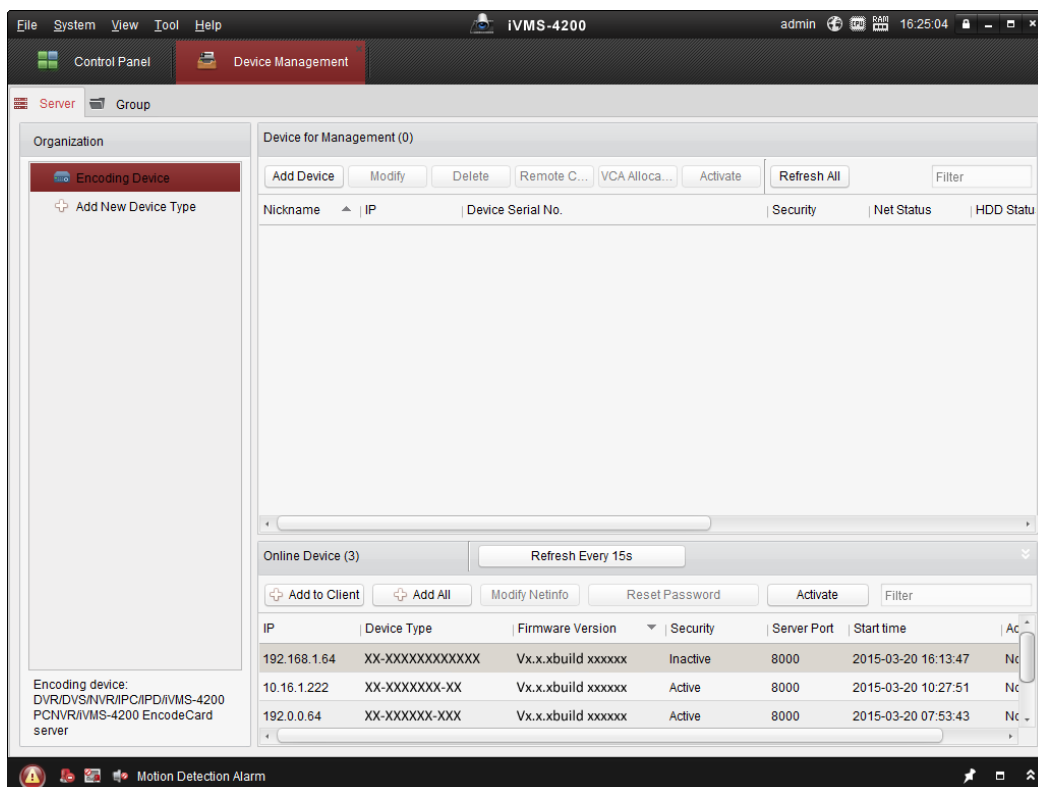 File System View Tool Help iVMS-4200 admin CPU RAM 16:25:04
Control Panel Device Management
Server Group
Organization
Encoding Device
Add New Device Type
Encoding device:
DVR/DVS/NVR/IPC/IPD/iVMS-4200
PCNVR/iVMS-4200 EncodeCard
server
Device for Management (0)
Add Device Modify Delete Remote C... VCA Alloca... Activate Refresh All Filter
Nickname IP Device Serial No. Security Net Status HDD Statu
Online Device (3) Refresh Every 15s
Add to Client Add All Modify Netinfo Reset Password Activate Filter
IP Device Type Firmware Version Security Server Port Start time Ac
192.168.1.64 XX-XXXXXXXXXXXX Vx.x.xbuild xxxxxx Inactive 8000 2015-03-20 16:13:47 No
10.16.1.222 XX-XXXXXXX-XX Vx.x.xbuild xxxxxx Active 8000 2015-03-20 10:27:51 No
192.0.0.64 XX-XXXXXX-XXX Vx.x.xbuild xxxxxx Active 8000 2015-03-20 07:53:43 No
Motion Detection Alarm